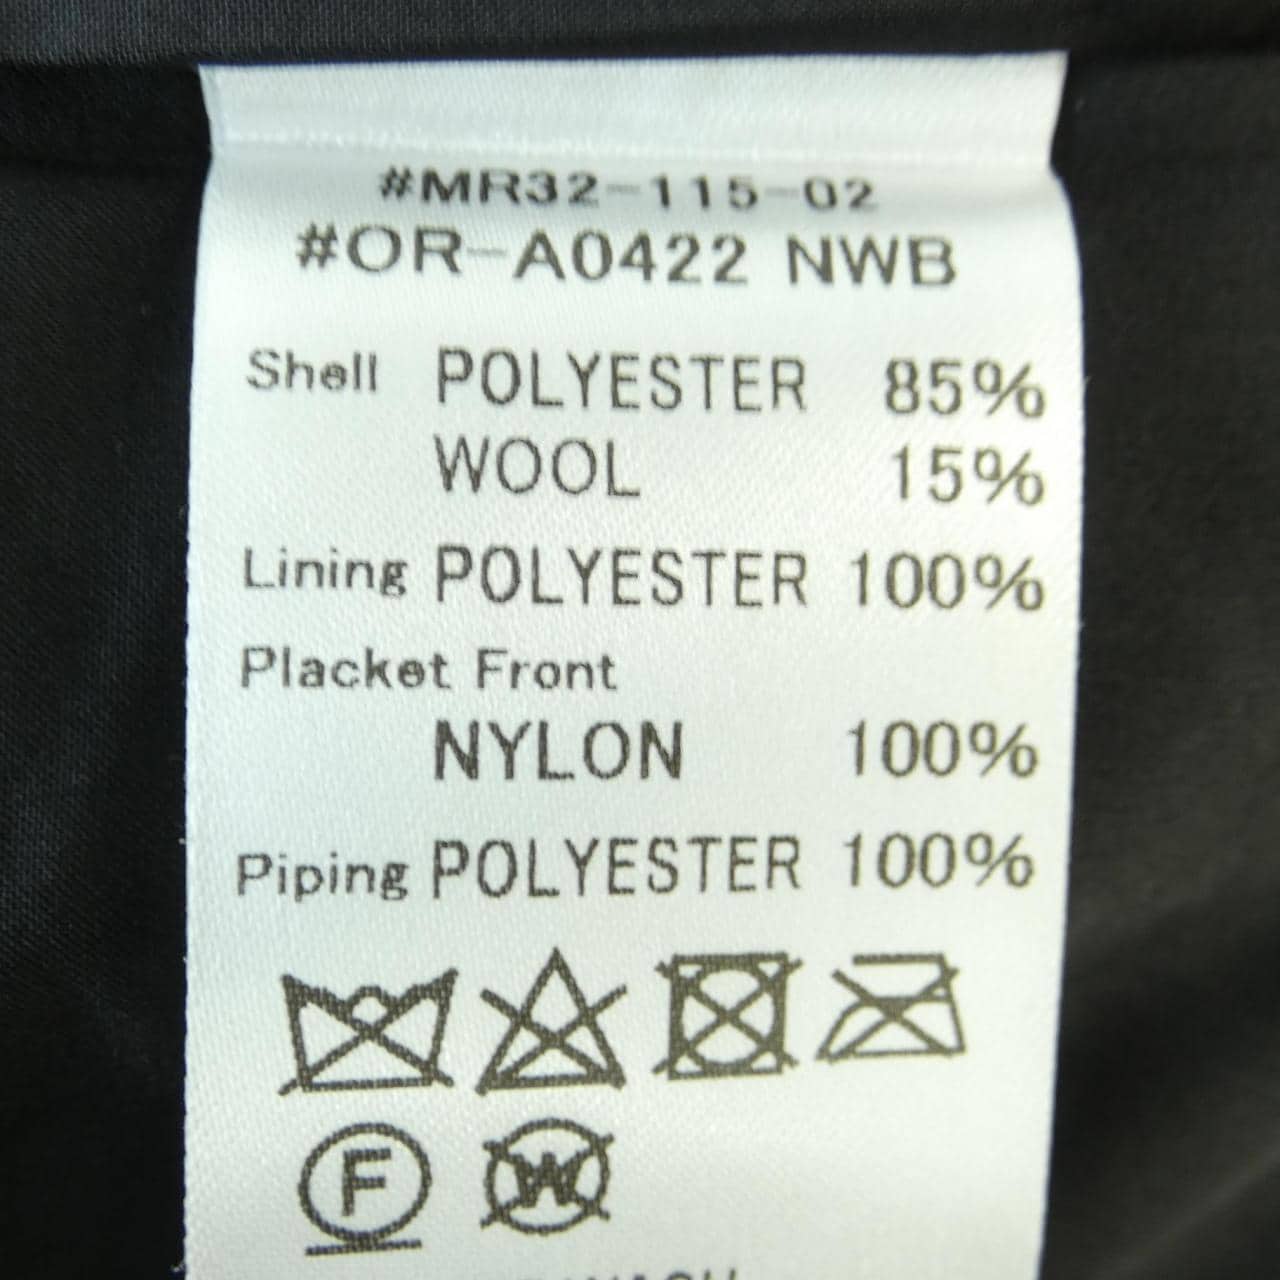 #MR32-115-02
#OR-A0422 NWB
Shell POLYESTER 85%
WOOL 15%
Lining POLYESTER 100%
Placket Front
NYLON 100%
Piping POLYESTER 100%
F W